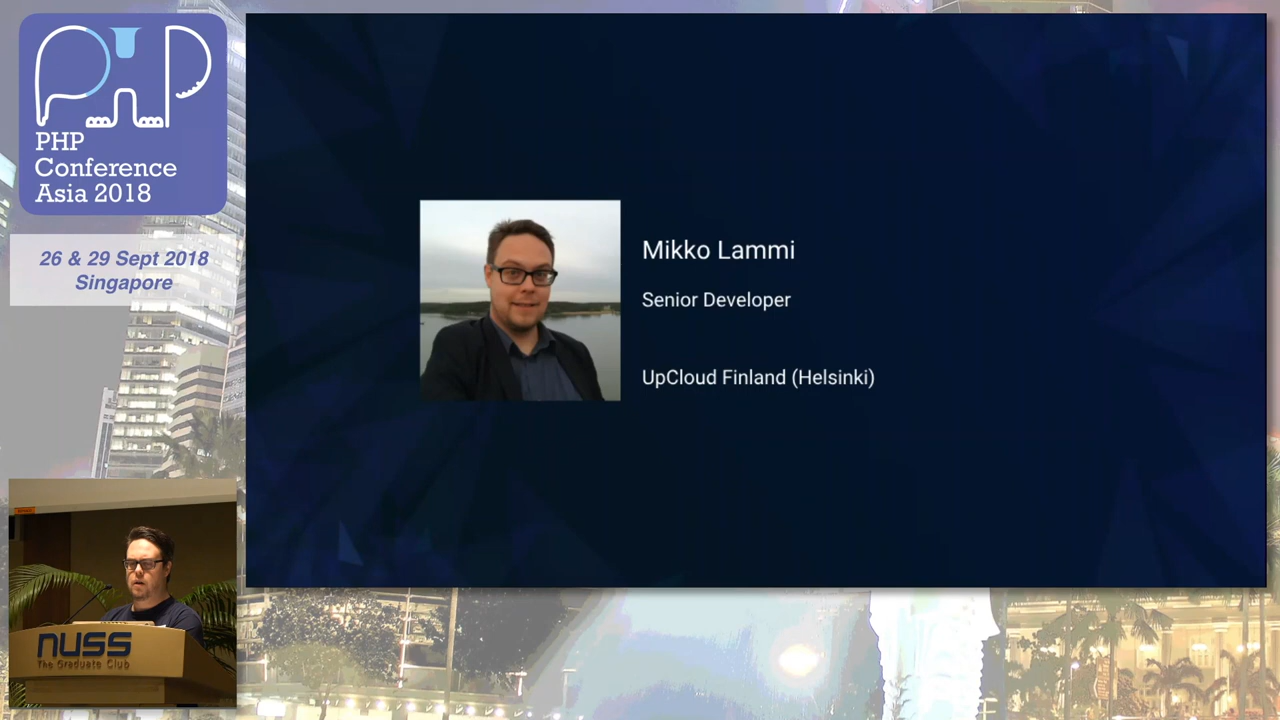 PHP
Conference
Asia 2018
26 & 29 Sept 2018
Singapore
Mikko Lammi
Senior Developer
UpCloud Finland (Helsinki)
nuss
The Graduate Club